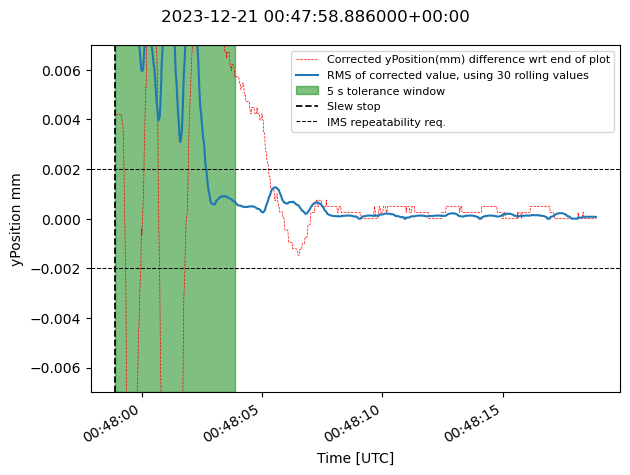 2023-12-21 00:47:58.886000+00:00
Corrected yPosition(mm) difference wrt end of plot
RMS of corrected value, using 30 rolling values
5 s tolerance window
Slew stop
IMS repeatability req.
yPosition mm
0.006
0.004
0.002
0.000
−0.002
−0.004
−0.006
00:48:00
00:48:05
00:48:10
00:48:15
Time [UTC]